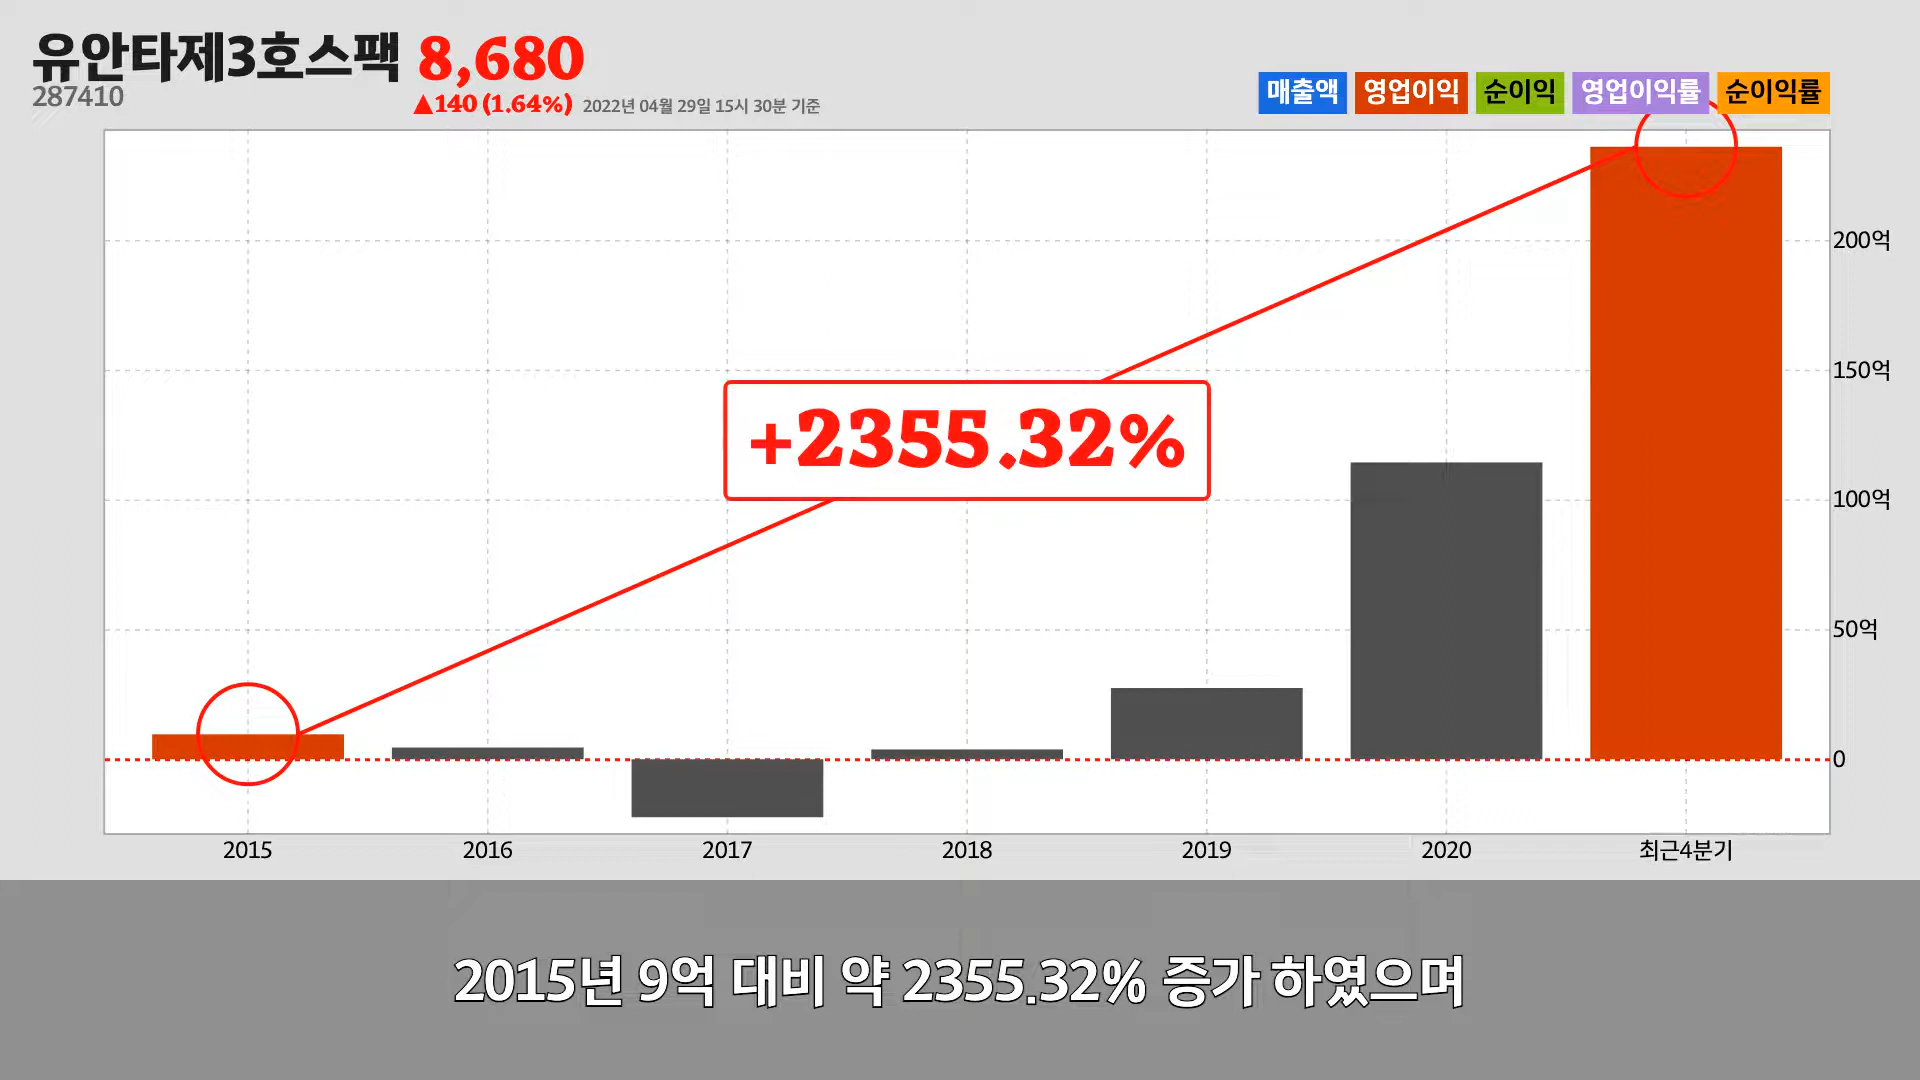 유안타제3호스팩 8,680
287410
▲140 (1.64%) 2022년 04월 29일 15시 30분 기준
매출액 영업이익 순이익 영업이익률 순이익률
200억
150억
+2355.32%
100억
50억
0
2015 2016 2017 2018 2019 2020 최근4분기
2015년 9억 대비 약 2355.32% 증가 하였으며